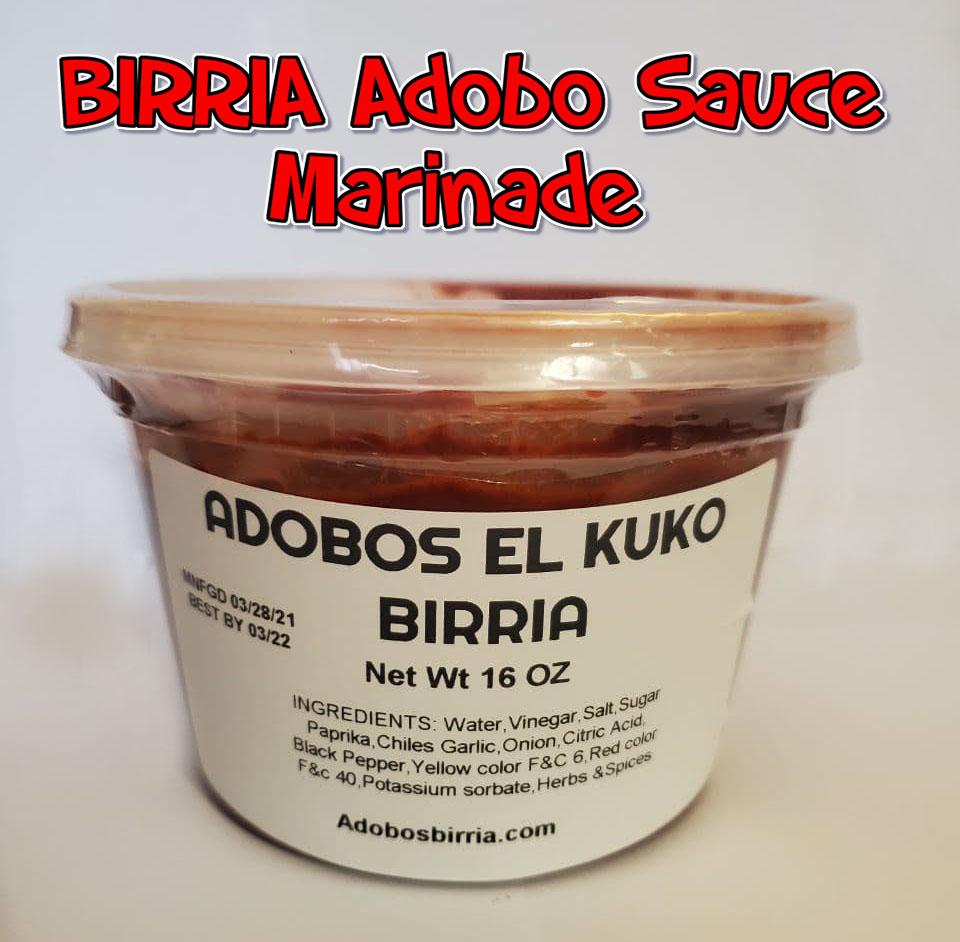 BIRRIA Adobo Sauce
Marinade
ADOBOS EL KUKO
MNFGD 03/28/21
BEST BY 03/22
BIRRIA
Net Wt 16 OZ
INGREDIENTS: Water,Vinegar,Salt,Sugar
Paprika,Chiles Garlic,Onion,Citric Acid,
Black Pepper,Yellow color F&C 6,Red color
F&c 40,Potassium sorbate,Herbs &Spices
Adobosbirria.com